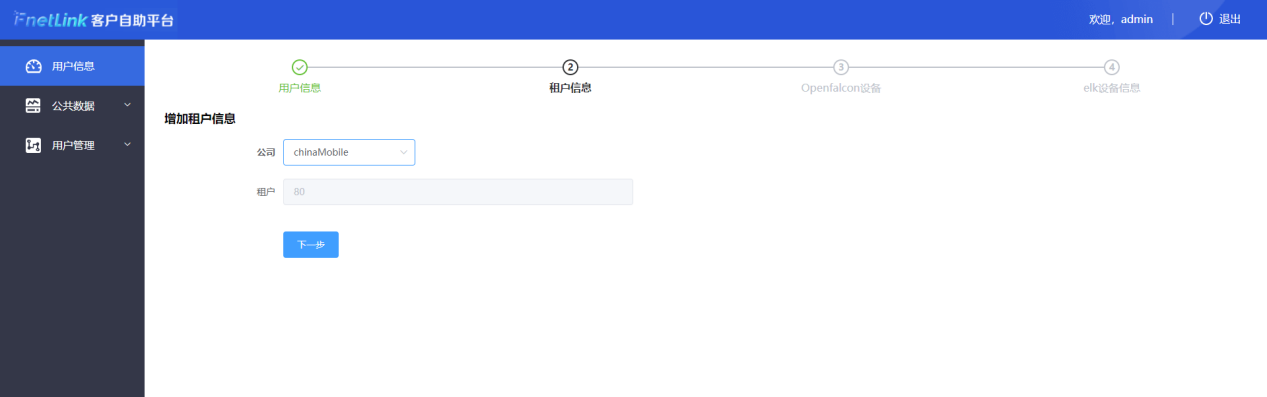 FnetLink 客户自助平台
欢迎, admin | 退出
用户信息
公共数据
用户管理
用户信息
2 租户信息
3 Openfalcon设备
4 elk设备信息
增加租户信息
公司 chinaMobile
租户 80
下一步